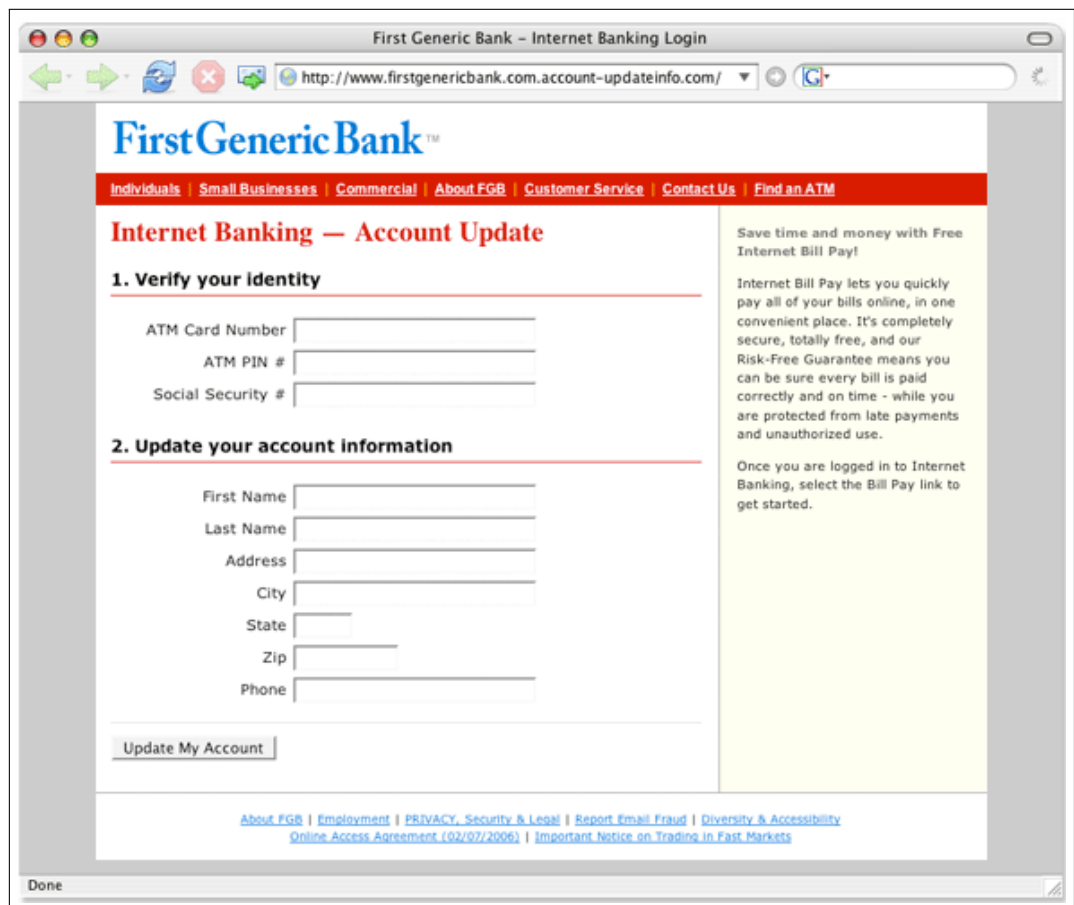 First Generic Bank – Internet Banking Login
http://www.firstgenericbank.com.account-updateinfo.com/
G
First Generic Bank ™
Individuals | Small Businesses | Commercial | About FGB | Customer Service | Contact Us | Find an ATM
Internet Banking — Account Update
1. Verify your identity
ATM Card Number
ATM PIN #
Social Security #
2. Update your account information
First Name
Last Name
Address
City
State
Zip
Phone
Update My Account
Save time and money with Free
Internet Bill Pay!
Internet Bill Pay lets you quickly
pay all of your bills online, in one
convenient place. It's completely
secure, totally free, and our
Risk-Free Guarantee means you
can be sure every bill is paid
correctly and on time - while you
are protected from late payments
and unauthorized use.
Once you are logged in to Internet
Banking, select the Bill Pay link to
get started.
About FGB | Employment | PRIVACY, Security & Legal | Report Email Fraud | Diversity & Accessibility
Online Access Agreement (02/07/2006) | Important Notice on Trading in Fast Markets
Done